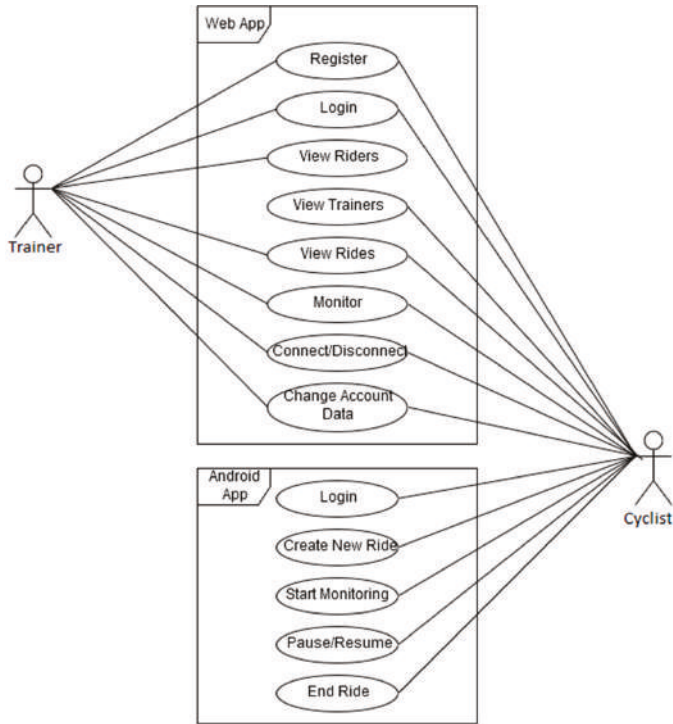 Web App
Register
Login
View Riders
View Trainers
View Rides
Monitor
Connect/Disconnect
Change Account
Data
Trainer
Android
App
Login
Create New Ride
Start Monitoring
Pause/Resume
End Ride
Cyclist